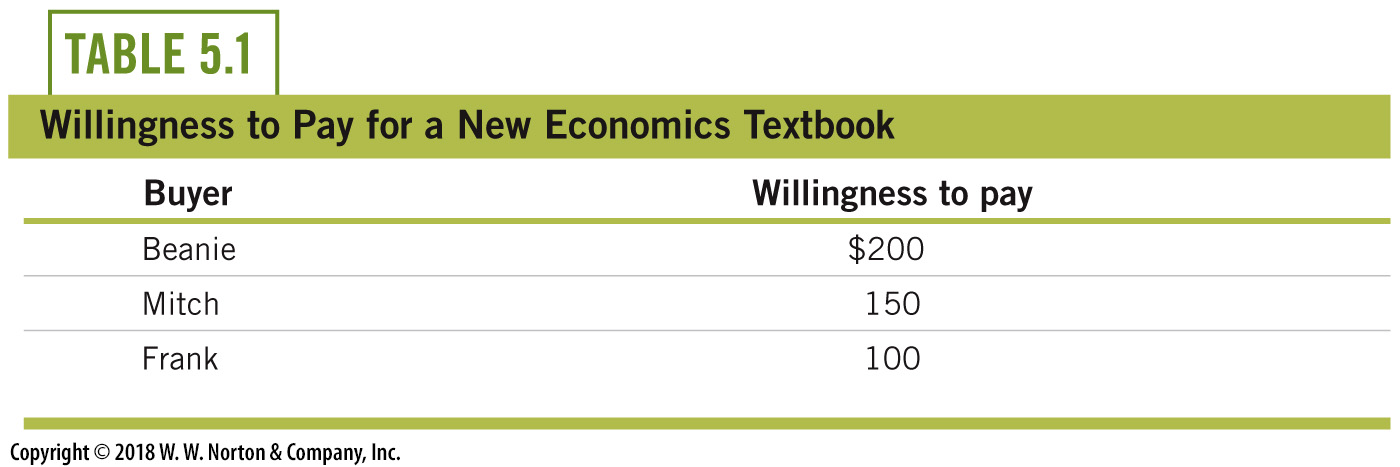 TABLE 5.1
Willingness to Pay for a New Economics Textbook
Buyer Willingness to pay
Beanie $200
Mitch 150
Frank 100
Copyright © 2018 W. W. Norton & Company, Inc.